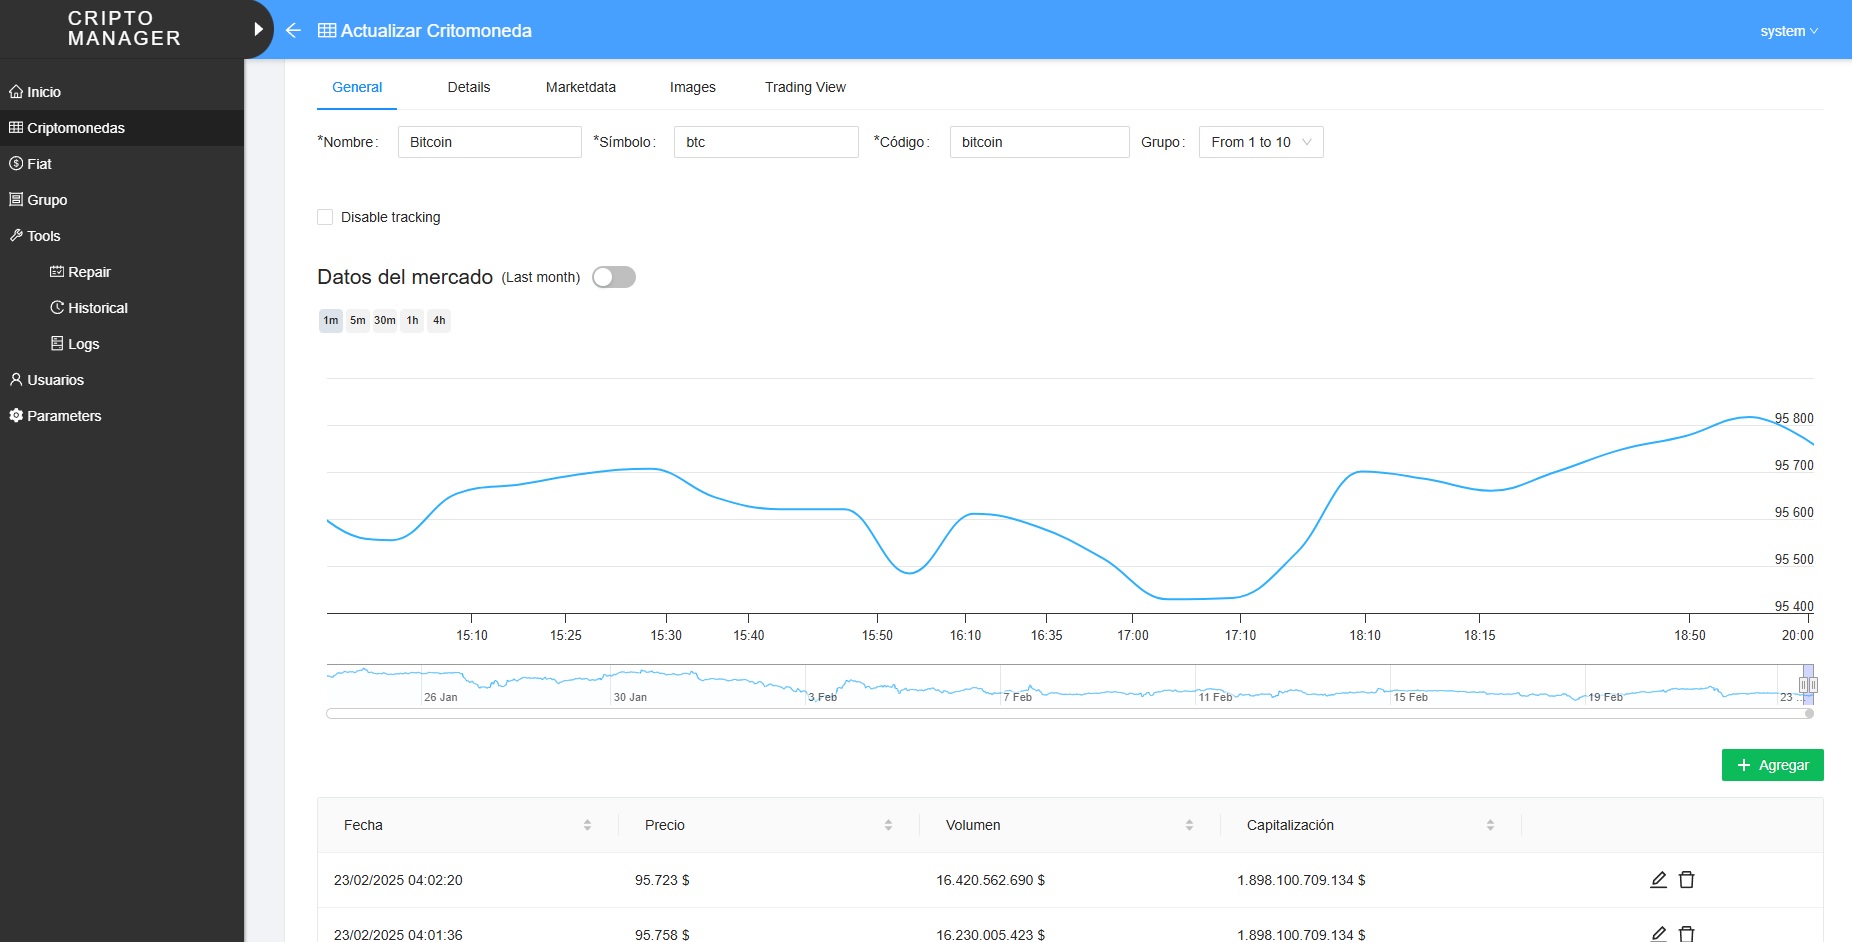 CRIPTO
MANAGER
Actualizar Critomoneda
system
Inicio
Criptomonedas
Fiat
Grupo
Tools
Repair
Historical
Logs
Usuarios
Parameters
General Details Marketdata Images Trading View
*Nombre: Bitcoin *Símbolo: btc *Código: bitcoin Grupo: From 1 to 10
Disable tracking
Datos del mercado (Last month)
1m 5m 30m 1h 4h
95 800
95 700
95 600
95 500
95 400
15:10 15:25 15:30 15:40 15:50 16:10 16:35 17:00 17:10 18:10 18:15 18:50 20:00
26 Jan 30 Jan 3 Feb 7 Feb 11 Feb 15 Feb 19 Feb 23 ...
+ Agregar
Fecha Precio Volumen Capitalización
23/02/2025 04:02:20 95.723 $ 16.420.562.690 $ 1.898.100.709.134 $
23/02/2025 04:01:36 95.758 $ 16.230.005.423 $ 1.898.100.709.134 $